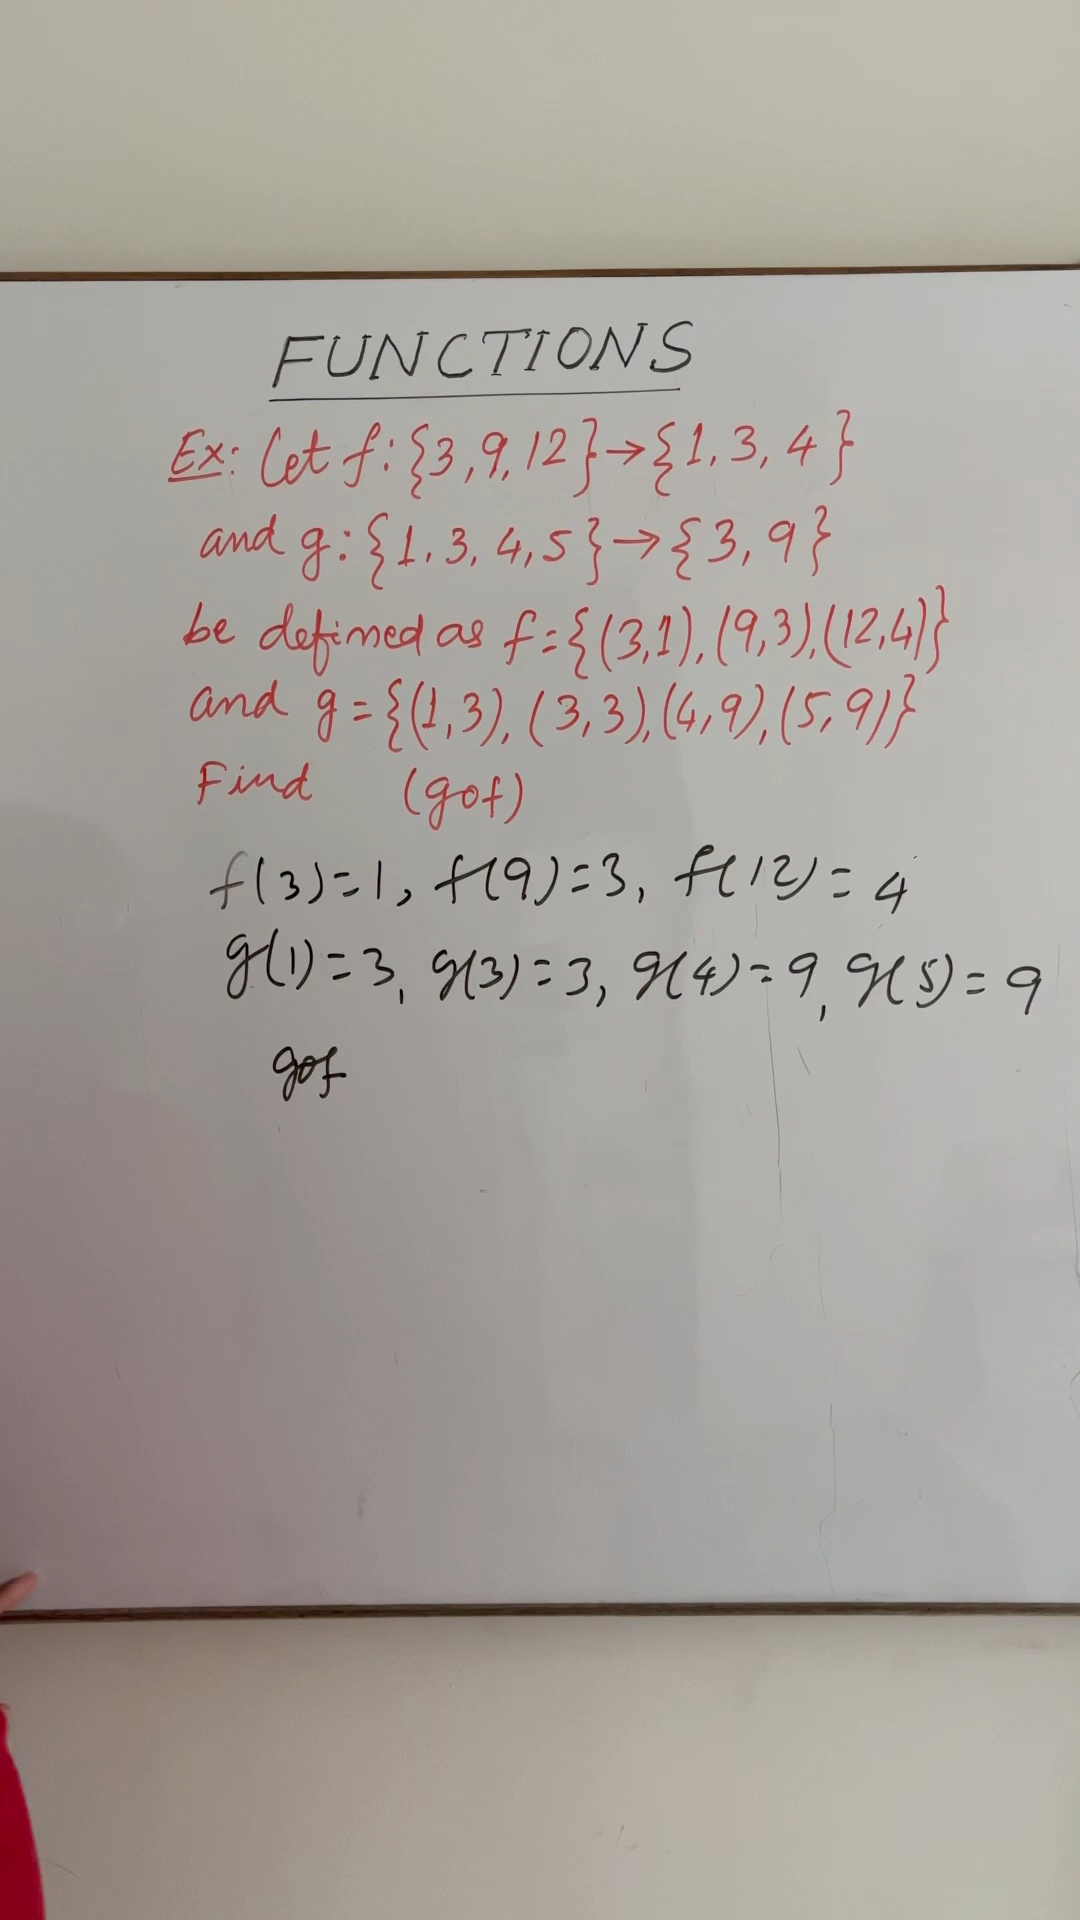 FUNCTIONS
Ex: Let f:{3,9,12}→{1,3,4}
and g:{1,3,4,5}→{3,9}
be defined as f={(3,1),(9,3),(12,4)}
and g={(1,3),(3,3),(4,9),(5,9)}
Find (gof)
f(3)=1, f(9)=3, f(12)=4
g(1)=3, g(3)=3, g(4)=9, g(5)=9
gof